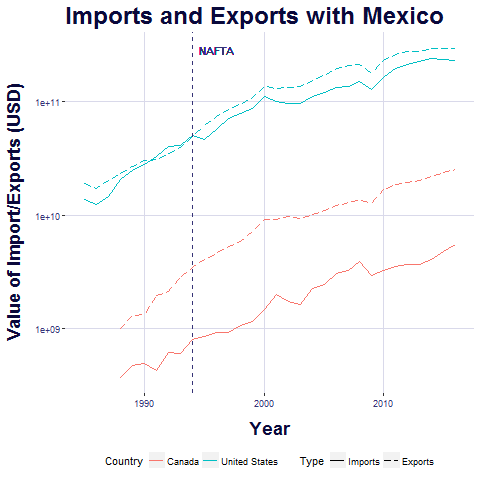 Imports and Exports with Mexico
NAFTA
Value of Import/Exports (USD)
1e+11
1e+10
1e+09
1990 2000 2010
Year
Country Canada United States Type Imports Exports